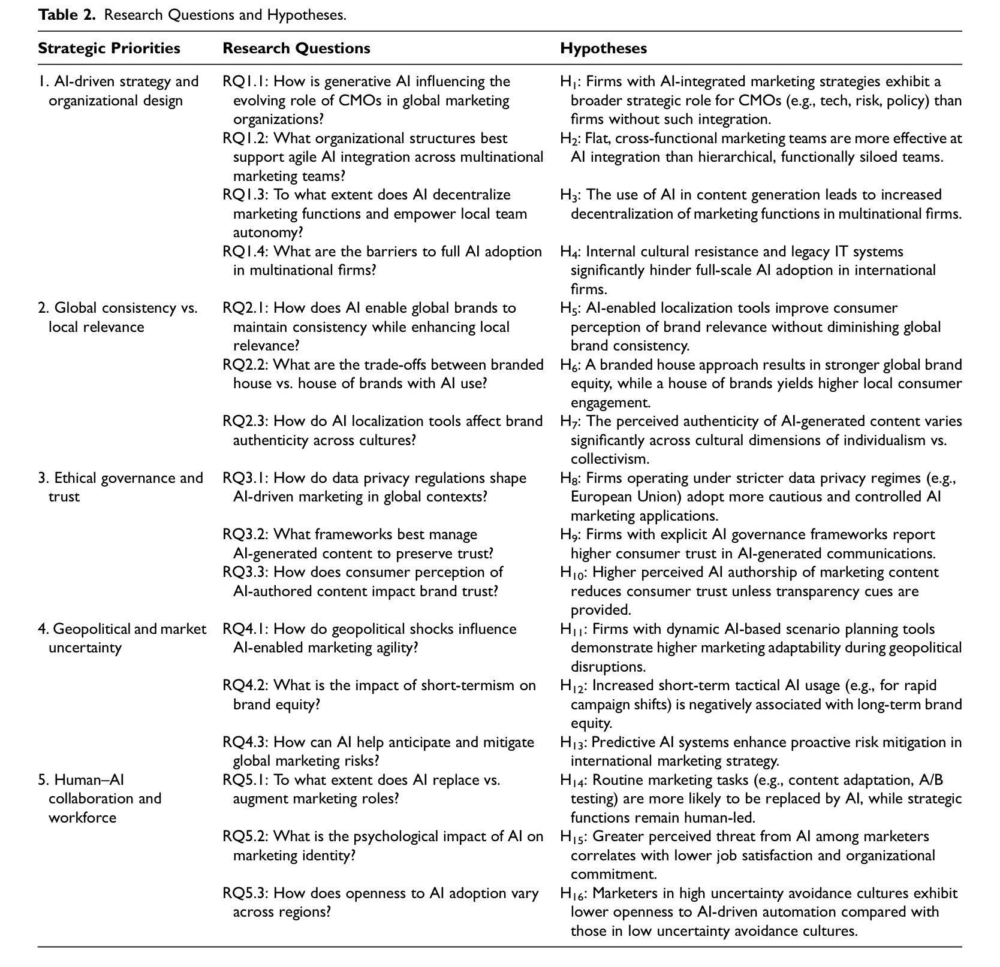 Table 2. Research Questions and Hypotheses.
Strategic Priorities
Research Questions
Hypotheses
1. AI-driven strategy and
organizational design
RQ1.1: How is generative AI influencing the
evolving role of CMOs in global marketing
organizations?
H1: Firms with AI-integrated marketing strategies exhibit a
broader strategic role for CMOs (e.g., tech, risk, policy) than
firms without such integration.
RQ1.2: What organizational structures best
support agile AI integration across multinational
marketing teams?
H2: Flat, cross-functional marketing teams are more effective at
AI integration than hierarchical, functionally siloed teams.
RQ1.3: To what extent does AI decentralize
marketing functions and empower local team
autonomy?
H3: The use of AI in content generation leads to increased
decentralization of marketing functions in multinational firms.
RQ1.4: What are the barriers to full AI adoption
in multinational firms?
H4: Internal cultural resistance and legacy IT systems
significantly hinder full-scale AI adoption in international
firms.
2. Global consistency vs.
local relevance
RQ2.1: How does AI enable global brands to
maintain consistency while enhancing local
relevance?
H5: AI-enabled localization tools improve consumer
perception of brand relevance without diminishing global
brand consistency.
RQ2.2: What are the trade-offs between branded
house vs. house of brands with AI use?
H6: A branded house approach results in stronger global brand
equity, while a house of brands yields higher local consumer
engagement.
RQ2.3: How do AI localization tools affect brand
authenticity across cultures?
H7: The perceived authenticity of AI-generated content varies
significantly across cultural dimensions of individualism vs.
collectivism.
3. Ethical governance and
trust
RQ3.1: How do data privacy regulations shape
AI-driven marketing in global contexts?
H8: Firms operating under stricter data privacy regimes (e.g.,
European Union) adopt more cautious and controlled AI
marketing applications.
RQ3.2: What frameworks best manage
AI-generated content to preserve trust?
H9: Firms with explicit AI governance frameworks report
higher consumer trust in AI-generated communications.
RQ3.3: How does consumer perception of
AI-authored content impact brand trust?
H10: Higher perceived AI authorship of marketing content
reduces consumer trust unless transparency cues are
provided.
4. Geopolitical and market
uncertainty
RQ4.1: How do geopolitical shocks influence
AI-enabled marketing agility?
H11: Firms with dynamic AI-based scenario planning tools
demonstrate higher marketing adaptability during geopolitical
disruptions.
RQ4.2: What is the impact of short-termism on
brand equity?
H12: Increased short-term tactical AI usage (e.g., for rapid
campaign shifts) is negatively associated with long-term brand
equity.
RQ4.3: How can AI help anticipate and mitigate
global marketing risks?
H13: Predictive AI systems enhance proactive risk mitigation in
international marketing strategy.
5. Human–AI
collaboration and
workforce
RQ5.1: To what extent does AI replace vs.
augment marketing roles?
H14: Routine marketing tasks (e.g., content adaptation, A/B
testing) are more likely to be replaced by AI, while strategic
functions remain human-led.
RQ5.2: What is the psychological impact of AI on
marketing identity?
H15: Greater perceived threat from AI among marketers
correlates with lower job satisfaction and organizational
commitment.
RQ5.3: How does openness to AI adoption vary
across regions?
H16: Marketers in high uncertainty avoidance cultures exhibit
lower openness to AI-driven automation compared with
those in low uncertainty avoidance cultures.